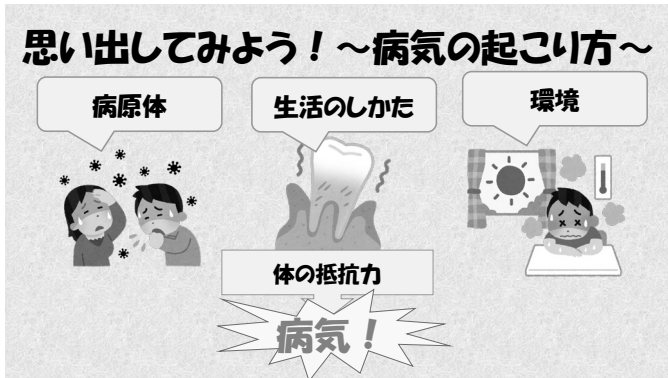 思い出してみよう！～病気の起こり方～
病原体
生活のしかた
環境
体の抵抗力
病気！